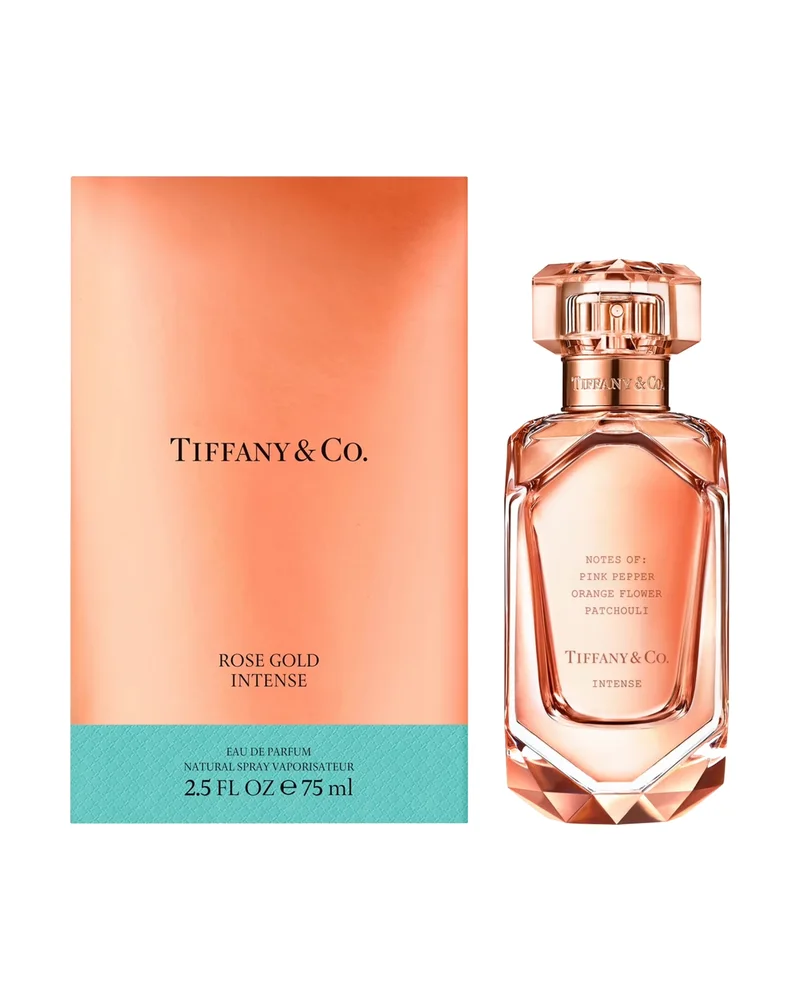 TIFFANY & CO.
ROSE GOLD
INTENSE
EAU DE PARFUM
NATURAL SPRAY VAPORISATEUR
2.5 FL OZ ℮ 75 ml
TIFFANY & CO.
NOTES OF:
PINK PEPPER
ORANGE FLOWER
PATCHOULI
TIFFANY & CO.
INTENSE